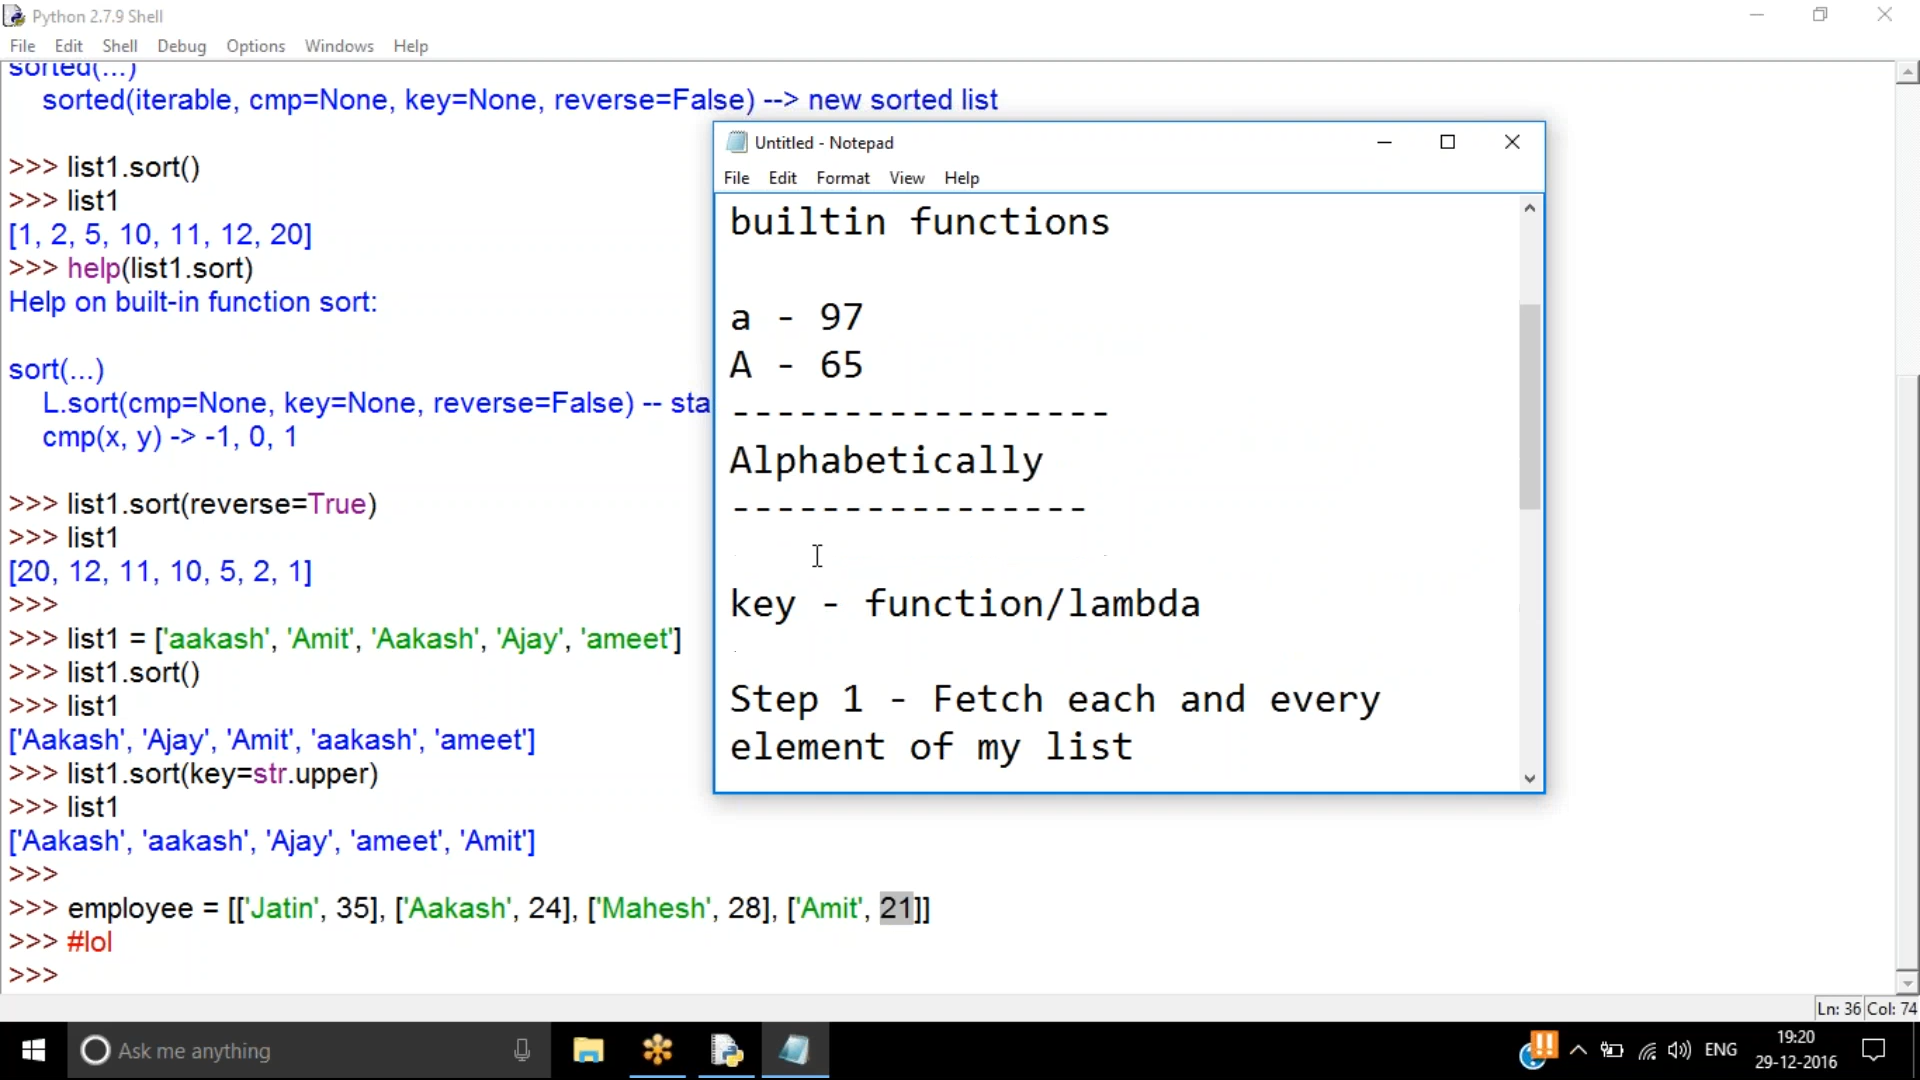 Python 2.7.9 Shell
File Edit Shell Debug Options Windows Help
sorted(...)
sorted(iterable, cmp=None, key=None, reverse=False) --> new sorted list
>>> list1.sort()
>>> list1
[1, 2, 5, 10, 11, 12, 20]
>>> help(list1.sort)
Help on built-in function sort:
sort(...)
L.sort(cmp=None, key=None, reverse=False) -- sta
cmp(x, y) -> -1, 0, 1
>>> list1.sort(reverse=True)
>>> list1
[20, 12, 11, 10, 5, 2, 1]
>>>
>>> list1 = ['aakash', 'Amit', 'Aakash', 'Ajay', 'ameet']
>>> list1.sort()
>>> list1
['Aakash', 'Ajay', 'Amit', 'aakash', 'ameet']
>>> list1.sort(key=str.upper)
>>> list1
['Aakash', 'aakash', 'Ajay', 'ameet', 'Amit']
>>>
>>> employee = [['Jatin', 35], ['Aakash', 24], ['Mahesh', 28], ['Amit', 21]]
>>> #lol
>>>
Untitled - Notepad
File Edit Format View Help
builtin functions
a - 97
A - 65
-----------------
Alphabetically
----------------
key - function/lambda
Step 1 - Fetch each and every
element of my list
Ln: 36 Col: 74
Ask me anything
ENG
19:20
29-12-2016